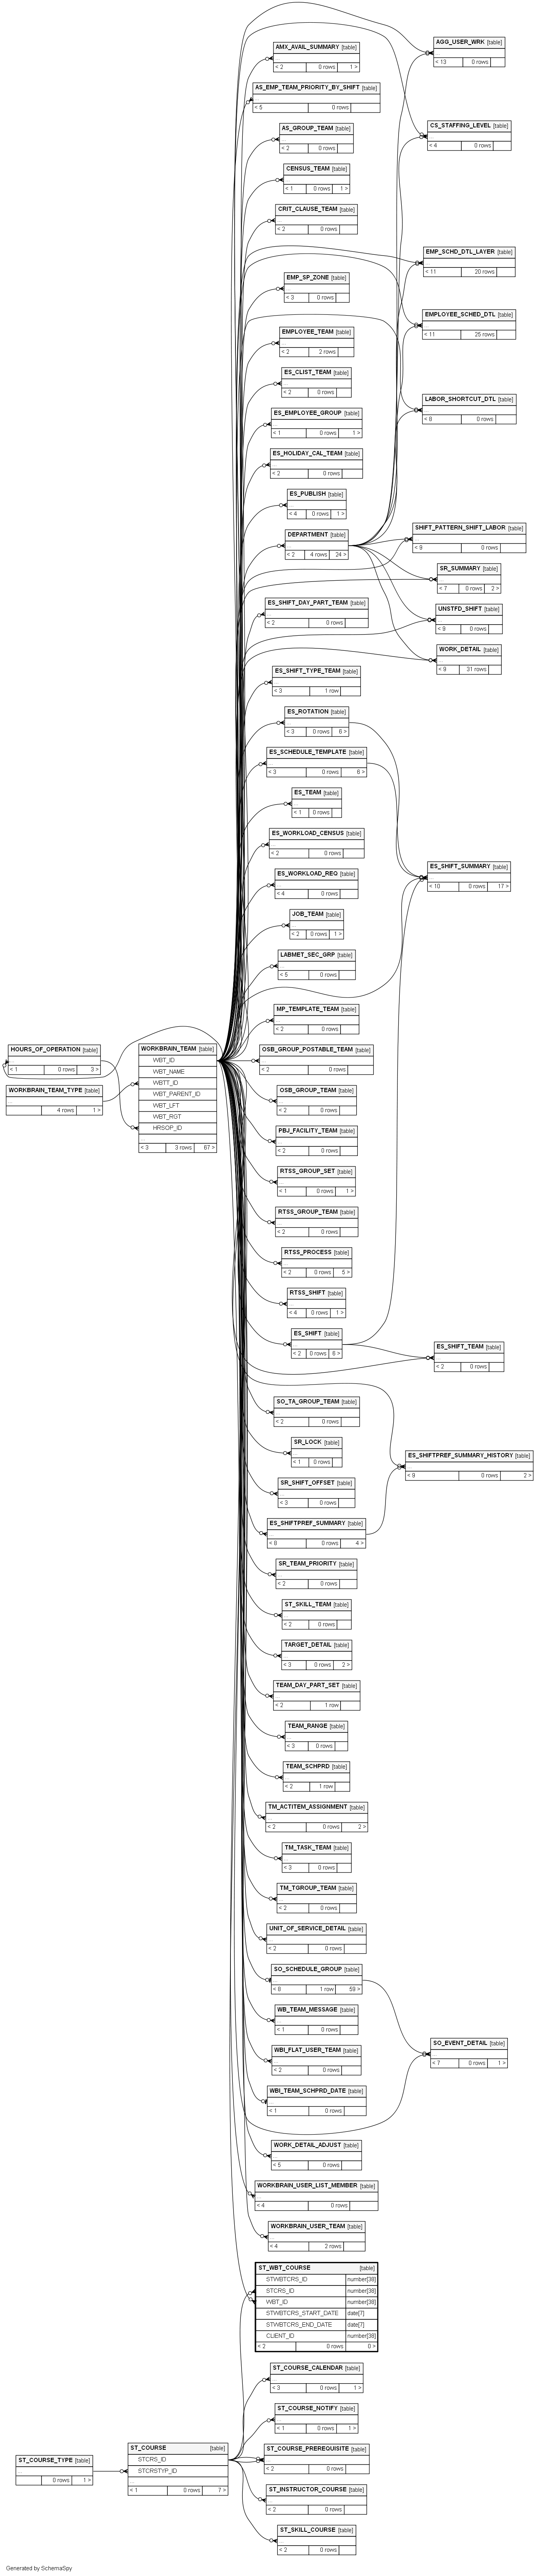 AMX_AVAIL_SUMMARY [table]
...
< 2 0 rows 1 >
AGG_USER_WRK [table]
...
< 13 0 rows
AS_EMP_TEAM_PRIORITY_BY_SHIFT [table]
...
< 5 0 rows
AS_GROUP_TEAM [table]
...
< 2 0 rows
CS_STAFFING_LEVEL [table]
...
< 4 0 rows
CENSUS_TEAM [table]
...
< 1 0 rows 1 >
CRIT_CLAUSE_TEAM [table]
...
< 2 0 rows
EMP_SCHD_DTL_LAYER [table]
...
< 11 20 rows
EMP_SP_ZONE [table]
...
< 3 0 rows
EMPLOYEE_SCHED_DTL [table]
...
< 11 25 rows
EMPLOYEE_TEAM [table]
...
< 2 2 rows
ES_CLIST_TEAM [table]
...
< 2 0 rows
LABOR_SHORTCUT_DTL [table]
...
< 8 0 rows
ES_EMPLOYEE_GROUP [table]
...
< 1 0 rows 1 >
ES_HOLIDAY_CAL_TEAM [table]
...
< 2 0 rows
ES_PUBLISH [table]
...
< 4 0 rows 1 >
DEPARTMENT [table]
...
< 2 4 rows 24 >
SHIFT_PATTERN_SHIFT_LABOR [table]
...
< 9 0 rows
SR_SUMMARY [table]
...
< 7 0 rows 2 >
ES_SHIFT_DAY_PART_TEAM [table]
...
< 2 0 rows
UNSTFD_SHIFT [table]
...
< 8 0 rows
WORK_DETAIL [table]
...
< 9 31 rows
ES_SHIFT_TYPE_TEAM [table]
...
< 3 1 row
ES_ROTATION [table]
...
< 3 0 rows 6 >
ES_SCHEDULE_TEMPLATE [table]
...
< 3 0 rows 6 >
ES_TEAM [table]
...
< 1 0 rows
ES_WORKLOAD_CENSUS [table]
...
< 2 0 rows
ES_SHIFT_SUMMARY [table]
...
< 10 0 rows 17 >
ES_WORKLOAD_REQ [table]
...
< 4 0 rows
JOB_TEAM [table]
...
< 2 0 rows 1 >
LABMET_SEC_GRP [table]
...
< 5 0 rows
MP_TEMPLATE_TEAM [table]
...
< 2 0 rows
HOURS_OF_OPERATION [table]
...
< 1 0 rows 3 >
WORKBRAIN_TEAM_TYPE [table]
...
4 rows 1 >
WORKBRAIN_TEAM [table]
WBT_ID
WBT_NAME
WBTT_ID
WBT_PARENT_ID
WBT_LFT
WBT_RGT
HRSOP_ID
...
< 3 3 rows 67 >
OSB_GROUP_POSTABLE_TEAM [table]
...
< 2 0 rows
OSB_GROUP_TEAM [table]
...
< 2 0 rows
PBJ_FACILITY_TEAM [table]
...
< 2 0 rows
RTSS_GROUP_SET [table]
...
< 1 0 rows 1 >
RTSS_GROUP_TEAM [table]
...
< 2 0 rows
RTSS_PROCESS [table]
...
< 2 0 rows 5 >
RTSS_SHIFT [table]
...
< 4 0 rows 1 >
ES_SHIFT [table]
...
< 2 0 rows 6 >
ES_SHIFT_TEAM [table]
...
< 2 0 rows
SO_TA_GROUP_TEAM [table]
...
< 2 0 rows
SR_LOCK [table]
...
< 1 0 rows
ES_SHIFTPREF_SUMMARY_HISTORY [table]
...
< 9 0 rows 2 >
SR_SHIFT_OFFSET [table]
...
< 3 0 rows
ES_SHIFTPREF_SUMMARY [table]
...
< 8 0 rows 4 >
SR_TEAM_PRIORITY [table]
...
< 2 0 rows
ST_SKILL_TEAM [table]
...
< 2 0 rows
TARGET_DETAIL [table]
...
< 3 0 rows 2 >
TEAM_DAY_PART_SET [table]
...
< 2 1 row
TEAM_RANGE [table]
...
< 3 0 rows
TEAM_SCHPRD [table]
...
< 2 1 row
TM_ACTITEM_ASSIGNMENT [table]
...
< 2 0 rows 2 >
TM_TASK_TEAM [table]
...
< 3 0 rows
TM_TGROUP_TEAM [table]
...
< 2 0 rows
UNIT_OF_SERVICE_DETAIL [table]
...
< 2 0 rows
SO_SCHEDULE_GROUP [table]
...
< 8 1 row 59 >
WB_TEAM_MESSAGE [table]
...
< 1 0 rows
SO_EVENT_DETAIL [table]
...
< 7 0 rows 1 >
WBI_FLAT_USER_TEAM [table]
...
< 2 0 rows
WBI_TEAM_SCHPRD_DATE [table]
...
< 1 0 rows
WORK_DETAIL_ADJUST [table]
...
< 5 0 rows
WORKBRAIN_USER_LIST_MEMBER [table]
...
< 4 0 rows
WORKBRAIN_USER_TEAM [table]
...
< 4 2 rows
ST_WBT_COURSE [table]
STWBTCRS_ID number[38]
STCRS_ID number[38]
WBT_ID number[38]
STWBTCRS_START_DATE date[7]
STWBTCRS_END_DATE date[7]
CLIENT_ID number[38]
< 2 0 rows 0 >
ST_COURSE_CALENDAR [table]
...
< 3 0 rows 1 >
ST_COURSE_NOTIFY [table]
...
< 1 0 rows 1 >
ST_COURSE_TYPE [table]
...
0 rows 1 >
ST_COURSE [table]
STCRS_ID
STCRSTYP_ID
...
< 1 0 rows 7 >
ST_COURSE_PREREQUISITE [table]
...
< 2 0 rows
ST_INSTRUCTOR_COURSE [table]
...
< 2 0 rows
ST_SKILL_COURSE [table]
...
< 2 0 rows
Generated by SchemaSpy